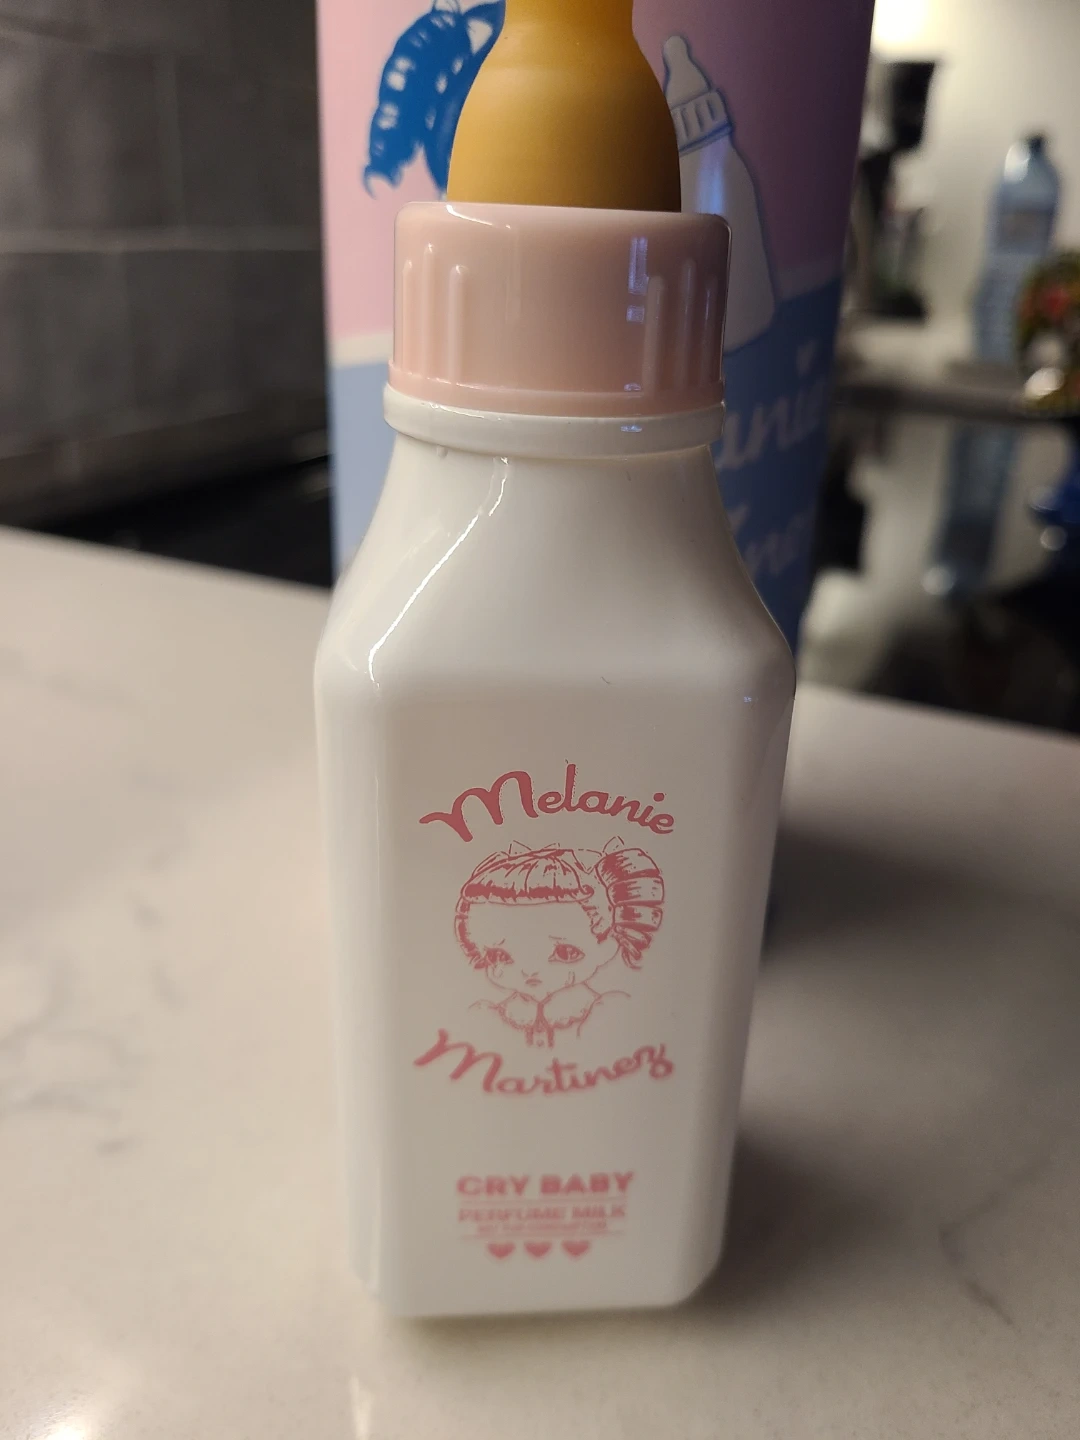 Melanie
Martinez
CRY BABY
PERFUME MILK